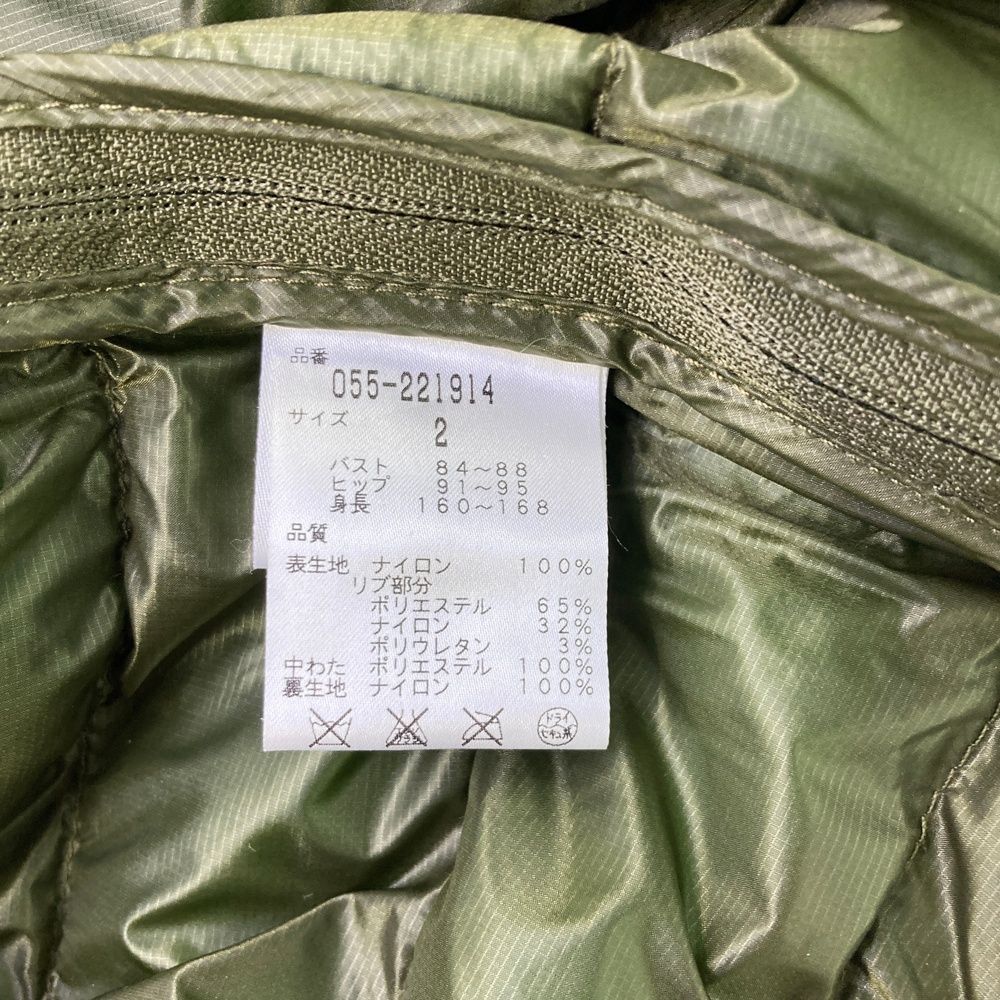 品番
055-221914
サイズ
2
バスト 84～88
ヒップ 91～95
身長 160～168
品質
表生地 ナイロン 100%
リブ部分
ポリエステル 65%
ナイロン 32%
ポリウレタン 3%
中わた ポリエステル 100%
裏生地 ナイロン 100%
ドライ
セキユ系